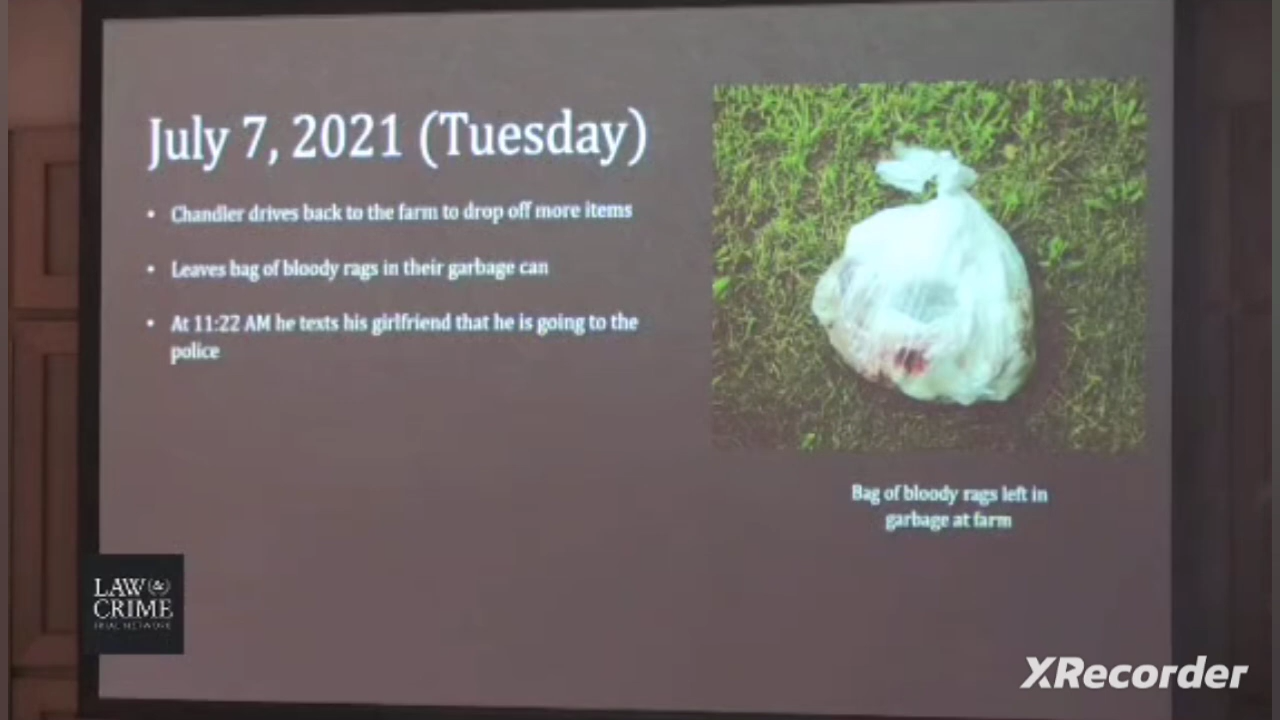 July 7, 2021 (Tuesday)
• Chandler drives back to the farm to drop off more items
• Leaves bag of bloody rags in their garbage can
• At 11:22 AM he texts his girlfriend that he is going to the
police
Bag of bloody rags left in
garbage at farm
LAW &
CRIME
TRIAL NETWORK
XRecorder